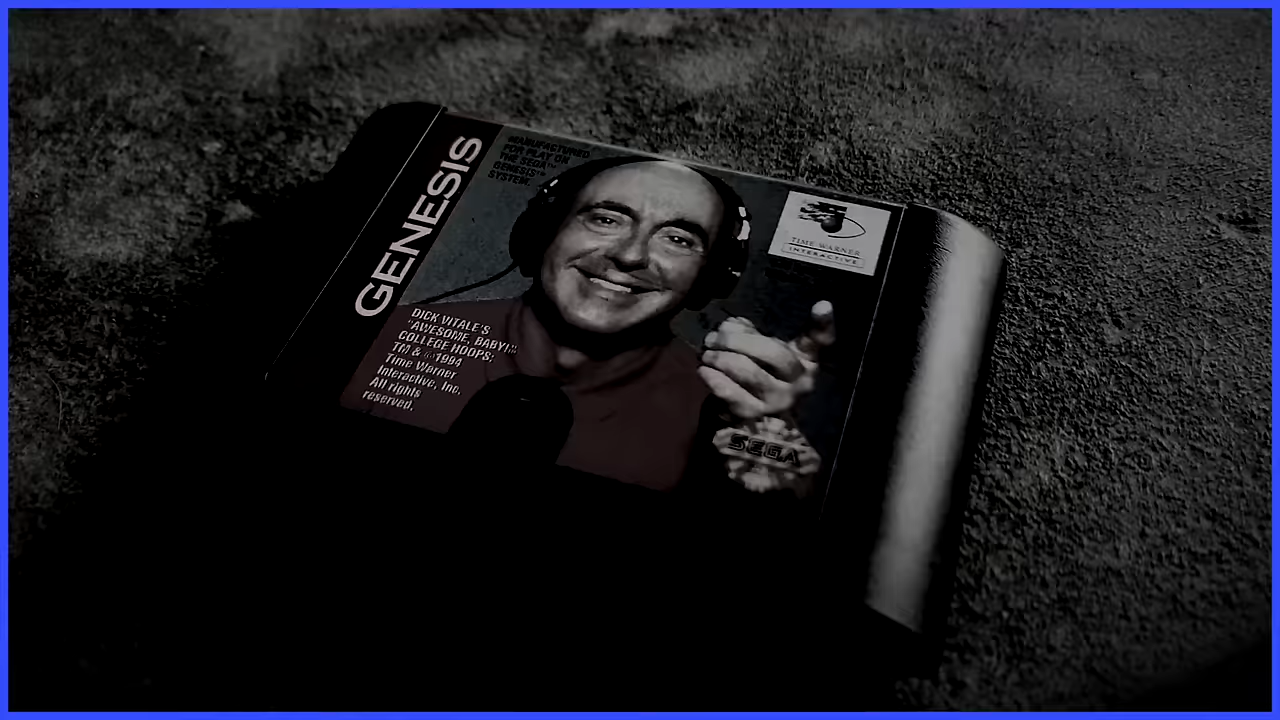 GENESIS
MANUFACTURED
FOR PLAY ON
THE SEGA™
GENESIS™
SYSTEM.
TIME WARNER
INTERACTIVE
DICK VITALE'S
"AWESOME, BABY!"
COLLEGE HOOPS:
TM & ©1994
Time Warner
Interactive, Inc.
All rights
reserved.
SEGA